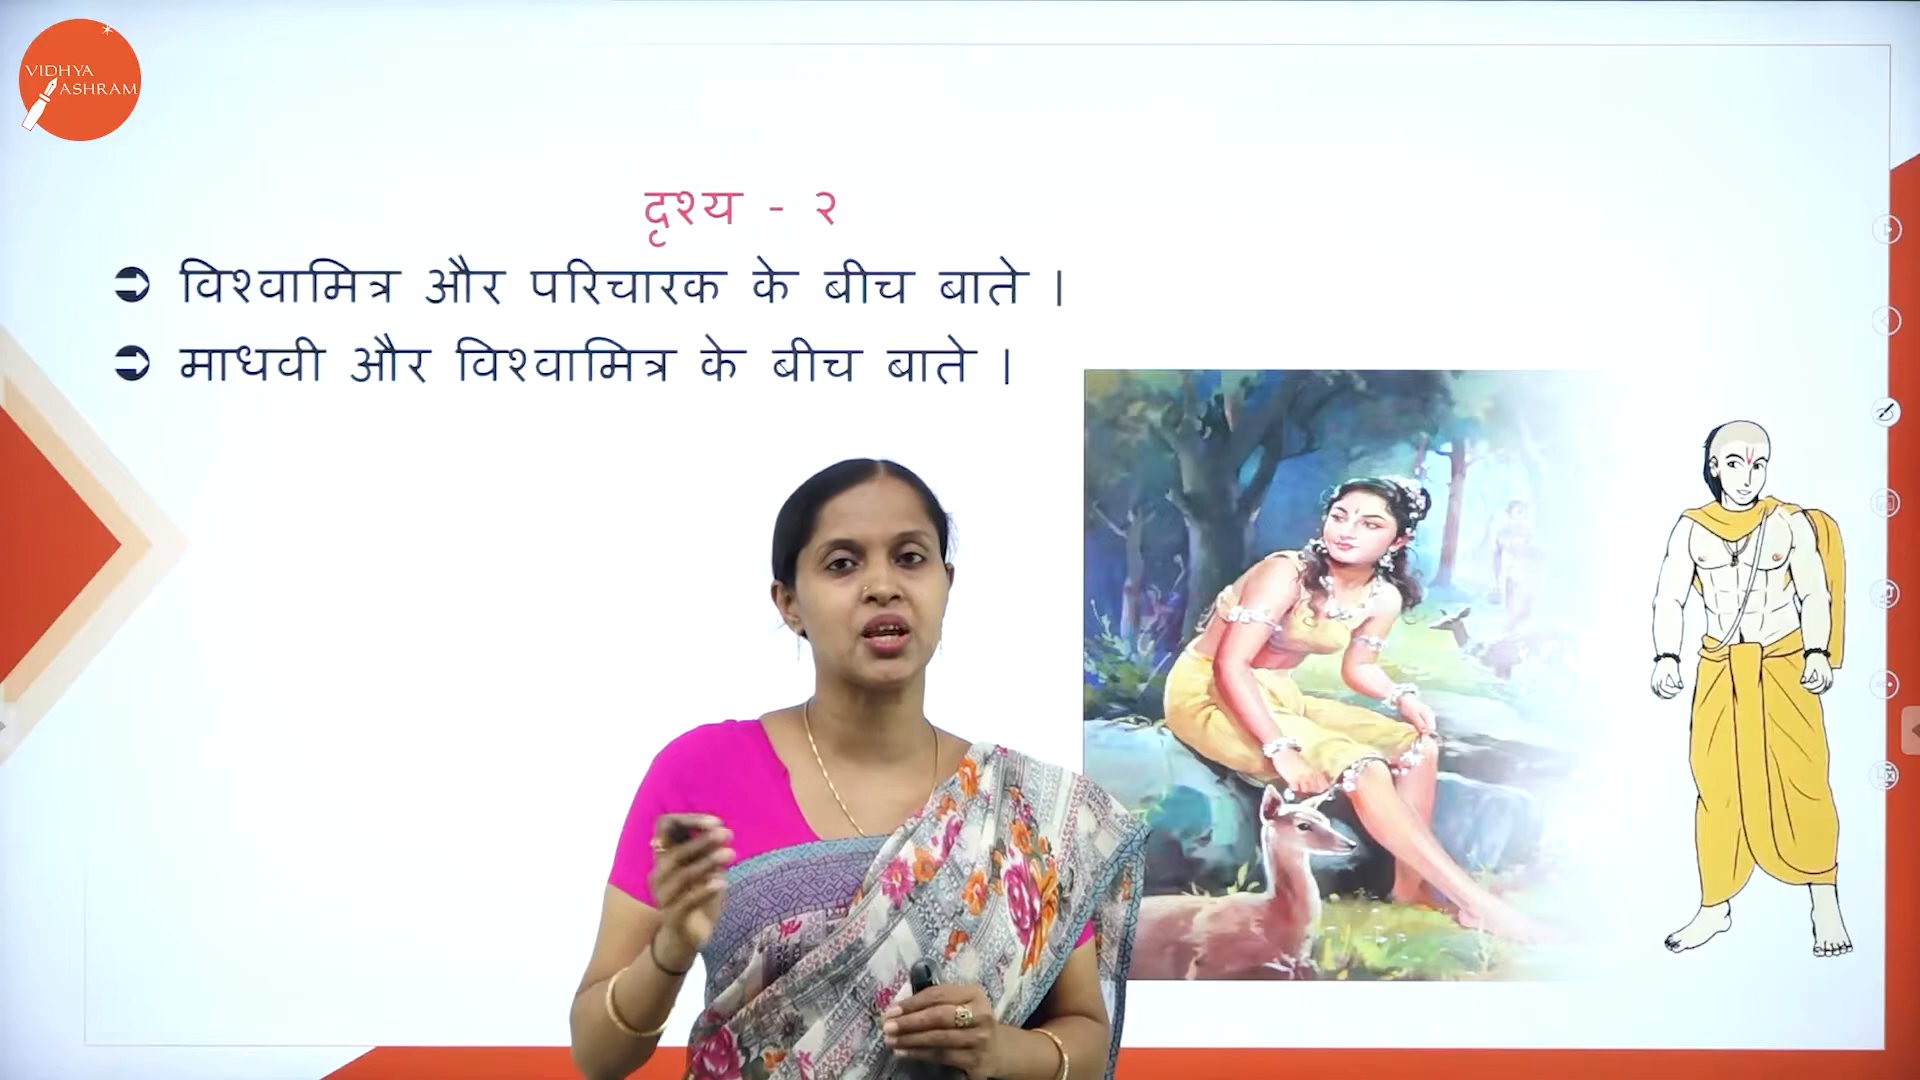 VIDHYA
ASHRAM
दृश्य - २
➲ विश्वामित्र और परिचारक के बीच बाते ।
➲ माधवी और विश्वामित्र के बीच बाते ।